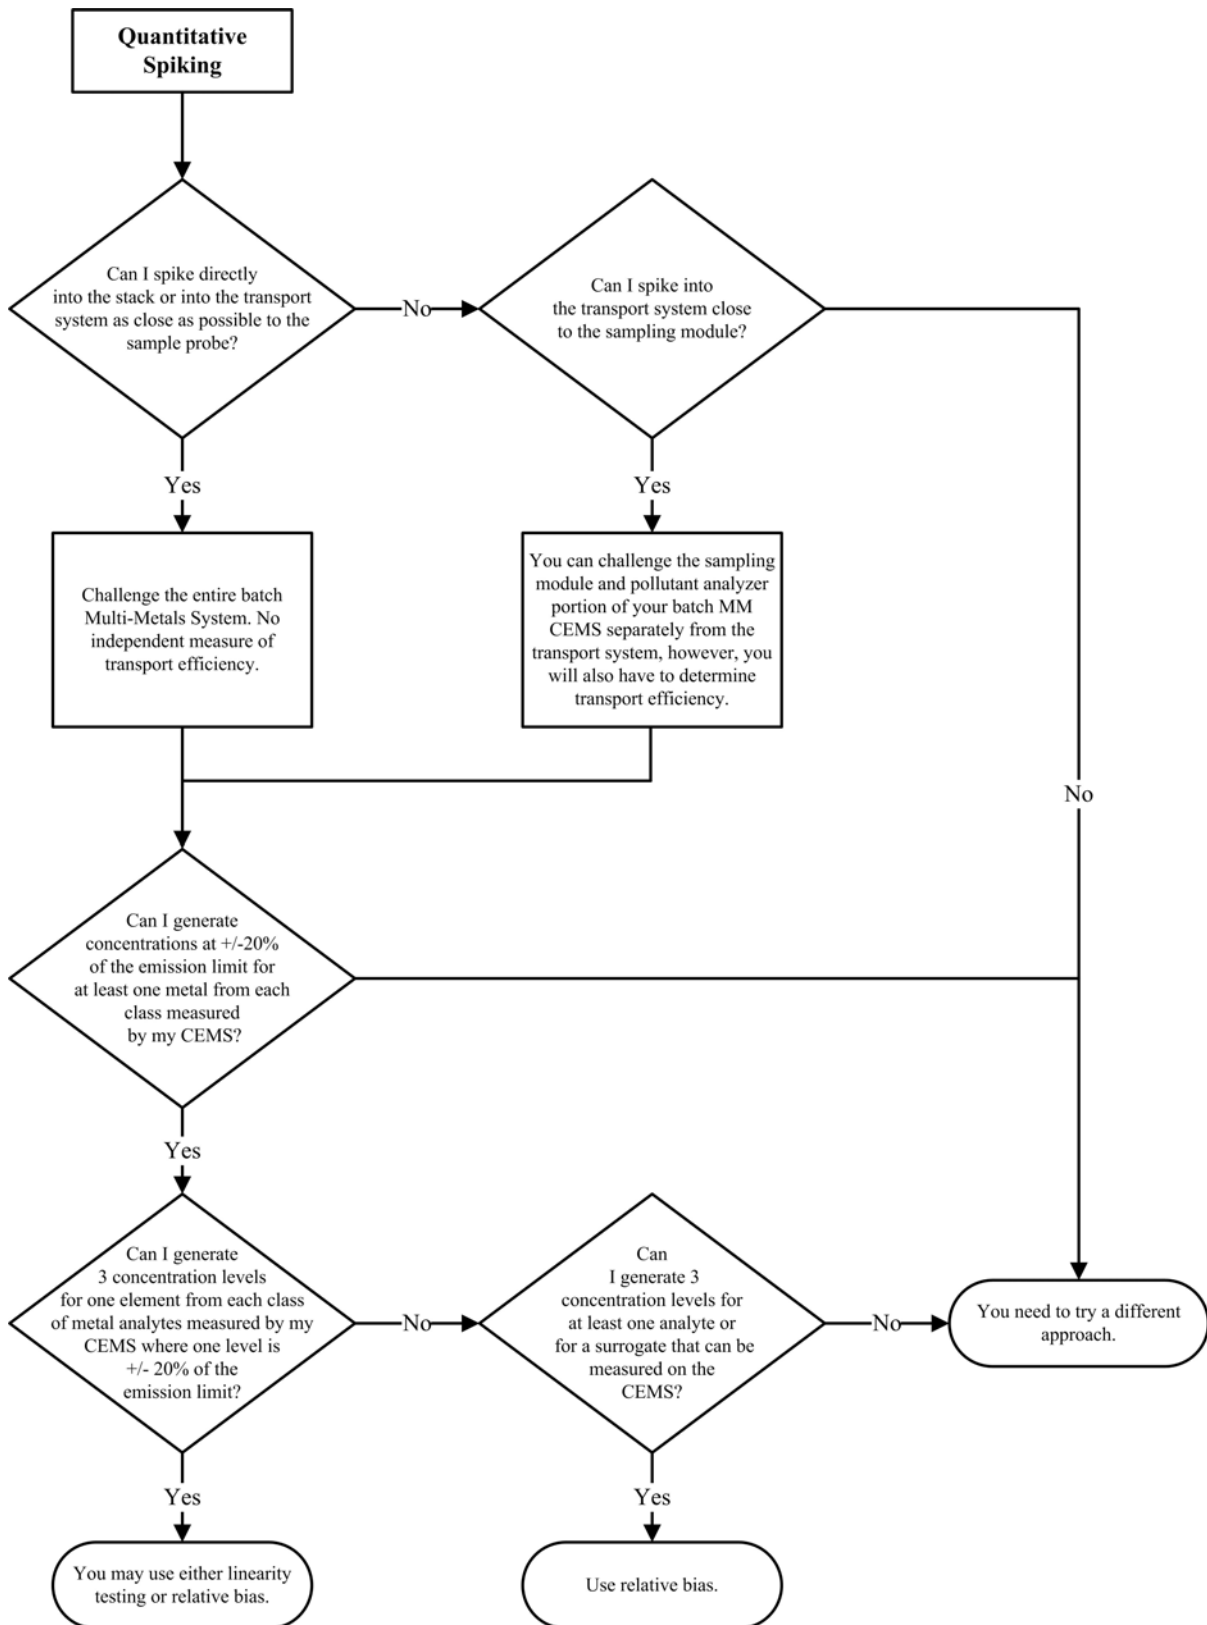 Quantitative
Spiking
Can I spike directly
into the stack or into the transport
system as close as possible to the
sample probe?
No
Can I spike into
the transport system close
to the sampling module?
Yes
Yes
Challenge the entire batch
Multi-Metals System. No
independent measure of
transport efficiency.
You can challenge the sampling
module and pollutant analyzer
portion of your batch MM
CEMS separately from the
transport system, however, you
will also have to determine
transport efficiency.
No
Can I generate
concentrations at +/-20%
of the emission limit for
at least one metal from each
class measured
by my CEMS?
Yes
Can I generate
3 concentration levels
for one element from each class
of metal analytes measured by my
CEMS where one level is
+/- 20% of the
emission limit?
No
Can
I generate 3
concentration levels for
at least one analyte or
for a surrogate that can be
measured on the
CEMS?
No
You need to try a different
approach.
Yes
Yes
You may use either linearity
testing or relative bias.
Use relative bias.